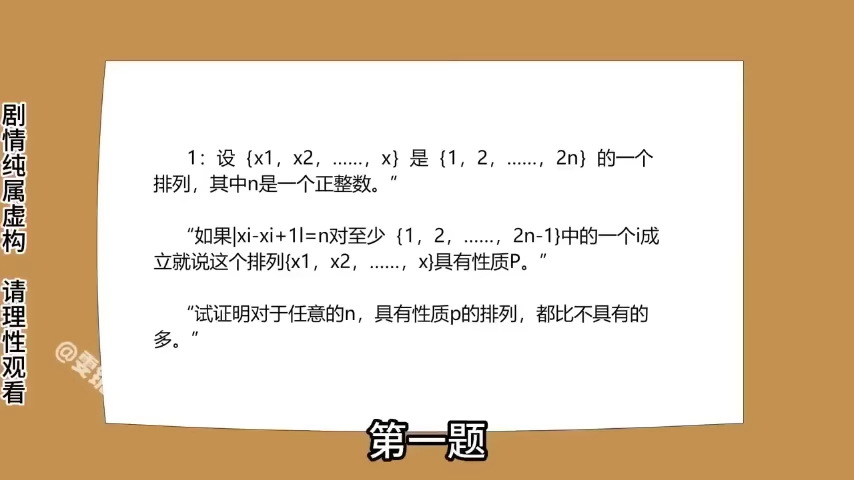 剧情纯属虚构 请理性观看
1：设｛x1，x2，……，x｝是｛1，2，……，2n｝的一个
排列，其中n是一个正整数。”
“如果|xi-xi+1l=n对至少｛1，2，……，2n-1}中的一个i成
立就说这个排列{x1，x2，……，x}具有性质P。”
“试证明对于任意的n，具有性质p的排列，都比不具有的
多。”
@雯
第一题